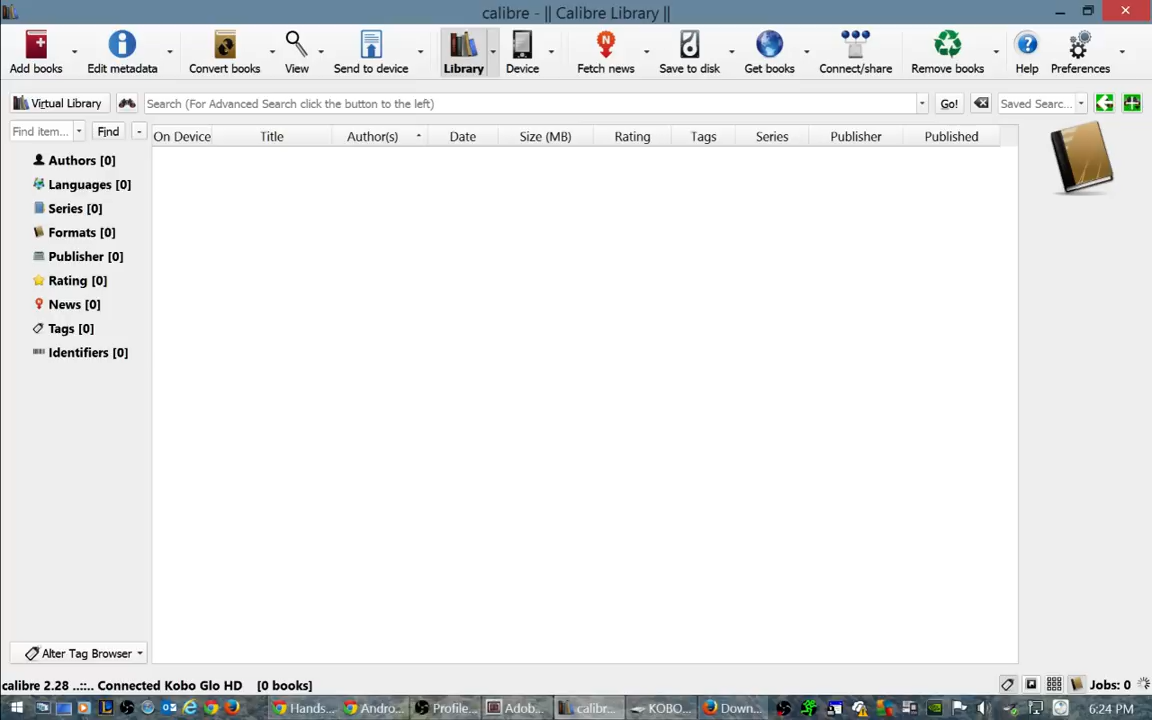 calibre - || Calibre Library ||
Add books
Edit metadata
Convert books
View
Send to device
Library
Device
Fetch news
Save to disk
Get books
Connect/share
Remove books
Help
Preferences
Virtual Library
Search (For Advanced Search click the button to the left)
Go!
Saved Searc...
Find item...
Find
-
On Device
Title
Author(s)
Date
Size (MB)
Rating
Tags
Series
Publisher
Published
Authors [0]
Languages [0]
Series [0]
Formats [0]
Publisher [0]
Rating [0]
News [0]
Tags [0]
Identifiers [0]
Alter Tag Browser
calibre 2.28 ..::.. Connected Kobo Glo HD [0 books]
Jobs: 0
Hands...
Andro...
Profile...
Adob...
calibr...
KOBO...
Down...
6:24 PM